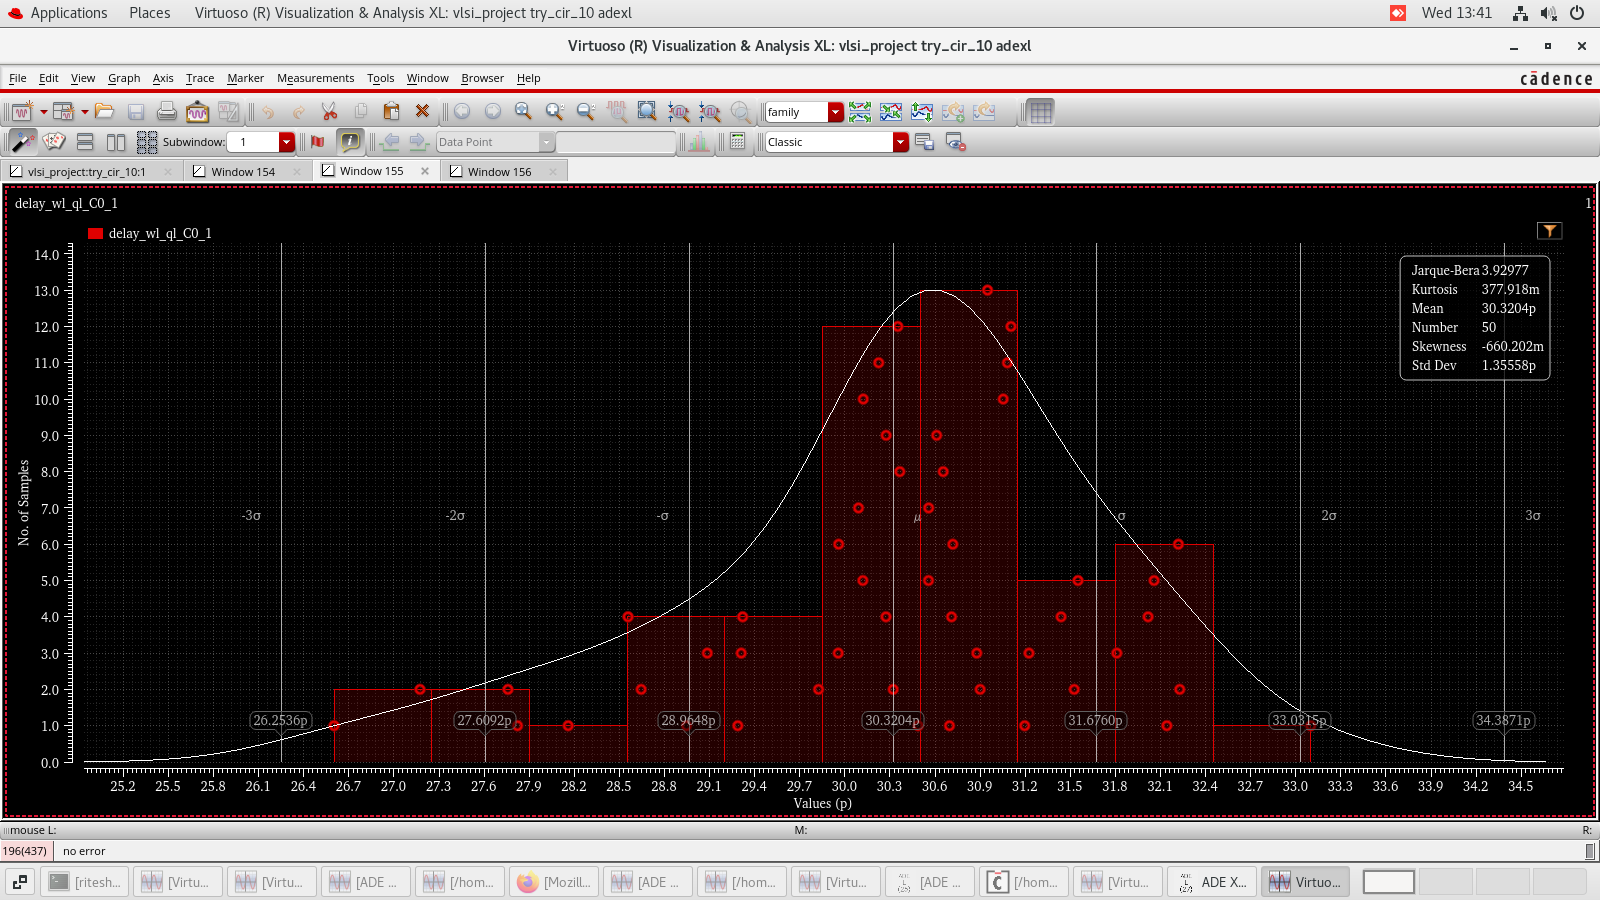 Applications Places Virtuoso (R) Visualization & Analysis XL: vlsi_project try_cir_10 adexl Wed 13:41
Virtuoso (R) Visualization & Analysis XL: vlsi_project try_cir_10 adexl
File Edit View Graph Axis Trace Marker Measurements Tools Window Browser Help cādence
family
Subwindow: 1 Data Point Classic
vlsi_project:try_cir_10:1 Window 154 Window 155 Window 156
delay_wl_ql_C0_1 1
delay_wl_ql_C0_1
Jarque-Bera 3.92977
Kurtosis 377.918m
Mean 30.3204p
Number 50
Skewness -660.202m
Std Dev 1.35558p
14.0
13.0
12.0
11.0
10.0
9.0
8.0
7.0
6.0
5.0
4.0
3.0
2.0
1.0
0.0
No. of Samples
-3σ -2σ -σ μ σ 2σ 3σ
26.2536p 27.6092p 28.9648p 30.3204p 31.6760p 33.0315p 34.3871p
25.2 25.5 25.8 26.1 26.4 26.7 27.0 27.3 27.6 27.9 28.2 28.5 28.8 29.1 29.4 29.7 30.0 30.3 30.6 30.9 31.2 31.5 31.8 32.1 32.4 32.7 33.0 33.3 33.6 33.9 34.2 34.5
Values (p)
mouse L: M: R:
196(437) no error
[ritesh... [Virtu... [Virtu... [ADE ... [/hom... [Mozill... [ADE ... [/hom... [Virtu... [ADE ... [/hom... [Virtu... ADE X... Virtuo...